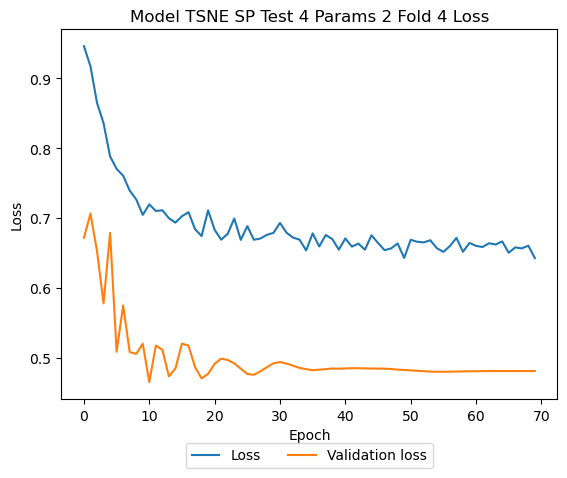 Model TSNE SP Test 4 Params 2 Fold 4 Loss
Loss
0.9
0.8
0.7
0.6
0.5
0 10 20 30 40 50 60 70
Epoch
Loss Validation loss